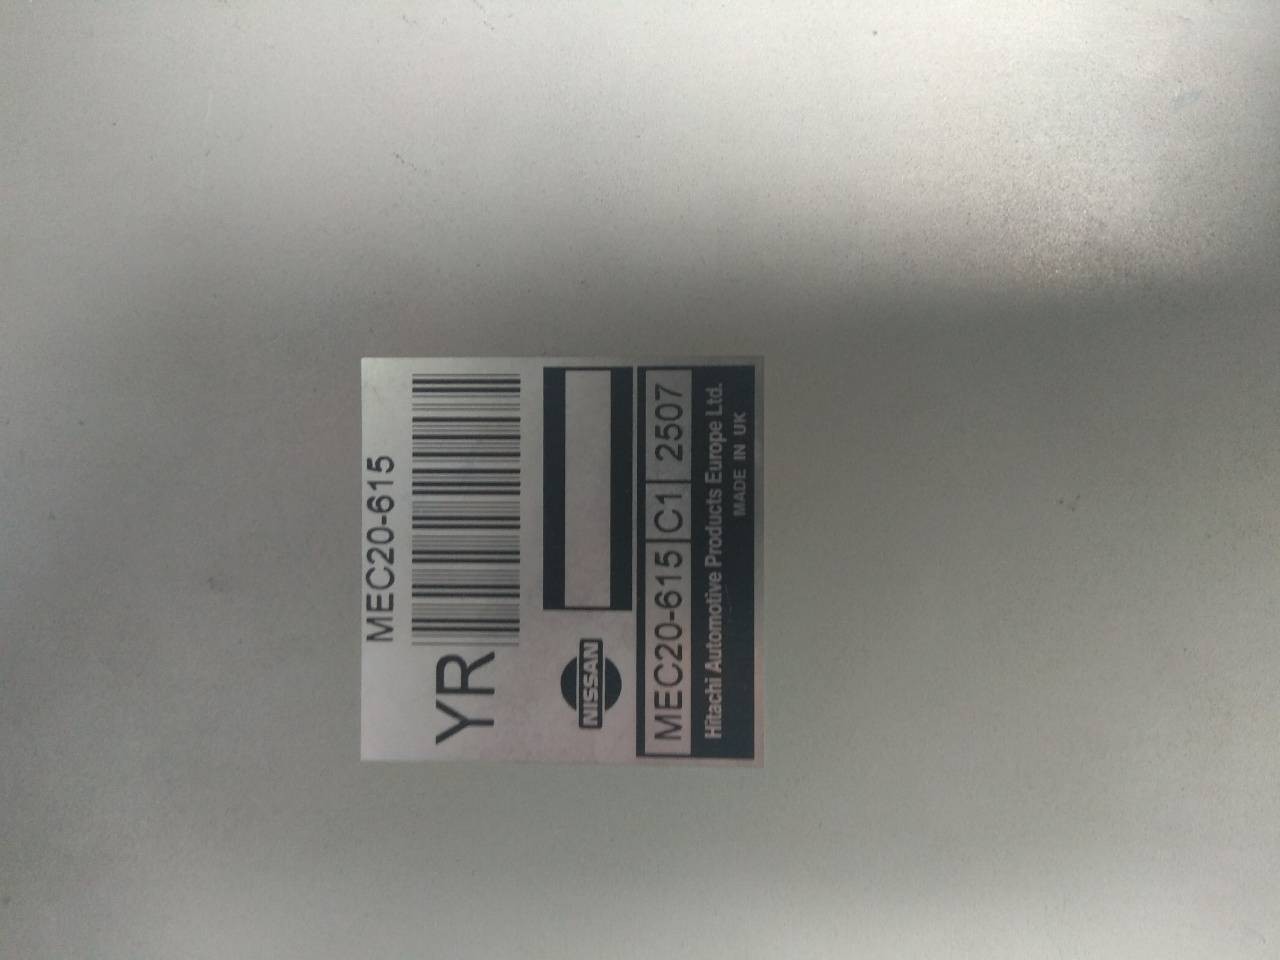 MEC20-615
YR
NISSAN
MEC20-615 C1 2507
Hitachi Automotive Products Europe Ltd.
MADE IN UK